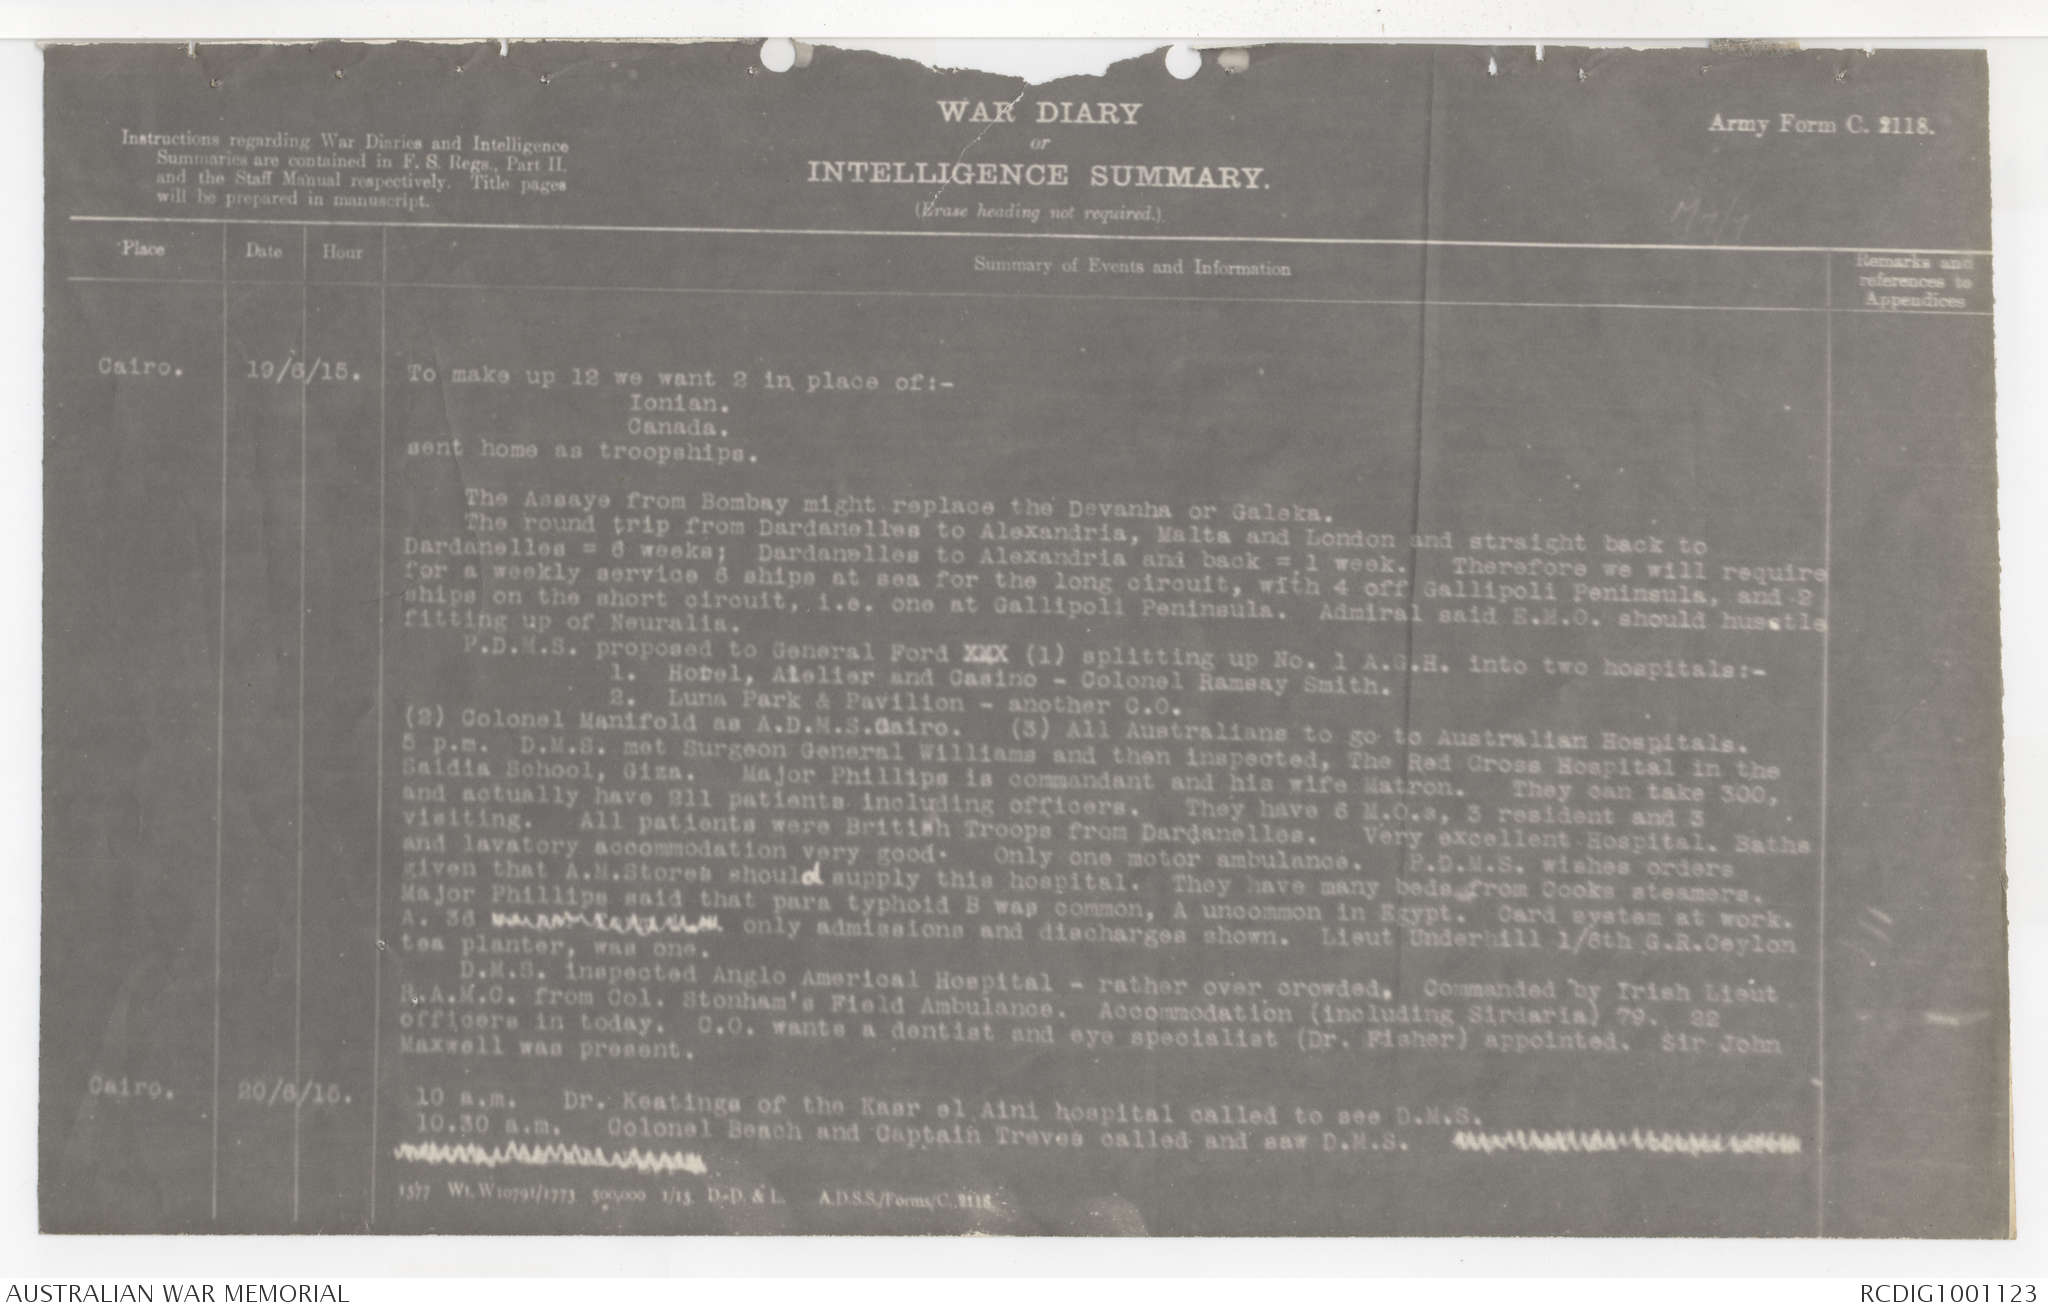 WAR DIARY
or
INTELLIGENCE SUMMARY.
(Erase heading not required.)
Army Form C. 2118.
Instructions regarding War Diaries and Intelligence
Summaries are contained in F. S. Regs., Part II.
and the Staff Manual respectively. Title pages
will be prepared in manuscript.
Place
Date
Hour
Summary of Events and Information
Remarks and
references to
Appendices
Cairo. 19/6/15. To make up 12 we want 2 in place of:-
Ionian.
Canada.
sent home as troopships.
The Assaye from Bombay might replace the Devanha or Galeka.
The round trip from Dardanelles to Alexandria, Malta and London and straight back to
Dardanelles = 6 weeks; Dardanelles to Alexandria and back = 1 week. Therefore we will require
for a weekly service 6 ships at sea for the long circuit, with 4 off Gallipoli Peninsula, and 2
ships on the short circuit, i.e. one at Gallipoli Peninsula. Admiral said E.M.O. should hustle
fitting up of Neuralia.
P.D.M.S. proposed to General Ford XXX (1) splitting up No. 1 A.G.H. into two hospitals:-
1. Hotel, Atelier and Casino - Colonel Ramsay Smith.
2. Luna Park & Pavilion - another C.O.
(2) Colonel Manifold as A.D.M.S.Cairo. (3) All Australians to go to Australian Hospitals.
5 p.m. D.M.S. met Surgeon General Williams and then inspected, The Red Cross Hospital in the
Saidia School, Giza. Major Phillips is commandant and his wife Matron. They can take 300,
and actually have 211 patients including officers. They have 6 M.O.s, 3 resident and 3
visiting. All patients were British Troops from Dardanelles. Very excellent Hospital. Baths
and lavatory accommodation very good. Only one motor ambulance. P.D.M.S. wishes orders
given that A.M.Stores should supply this hospital. They have many beds from Cooks steamers.
Major Phillips said that para typhoid B was common, A uncommon in Egypt. Card system at work.
A. 36 only admissions and discharges shown. Lieut Underhill 1/6th G.R.Ceylon
tea planter, was one.
D.M.S. inspected Anglo Americal Hospital - rather over crowded. Commanded by Irish Lieut
R.A.M.C. from Col. Stonham's Field Ambulance. Accommodation (including Sirdaria) 79. 22
officers in today. C.O. wants a dentist and eye specialist (Dr. Fisher) appointed. Sir John
Maxwell was present.
Cairo. 20/6/15. 10 a.m. Dr. Keatings of the Kasr el Aini hospital called to see D.M.S.
10.30 a.m. Colonel Beach and Captain Treves called and saw D.M.S.
1577 Wt. W10791/1773 500,000 1/15 D. D. & L. A.D.S.S./Forms/C. 2118.
AUSTRALIAN WAR MEMORIAL
RCDIG1001123